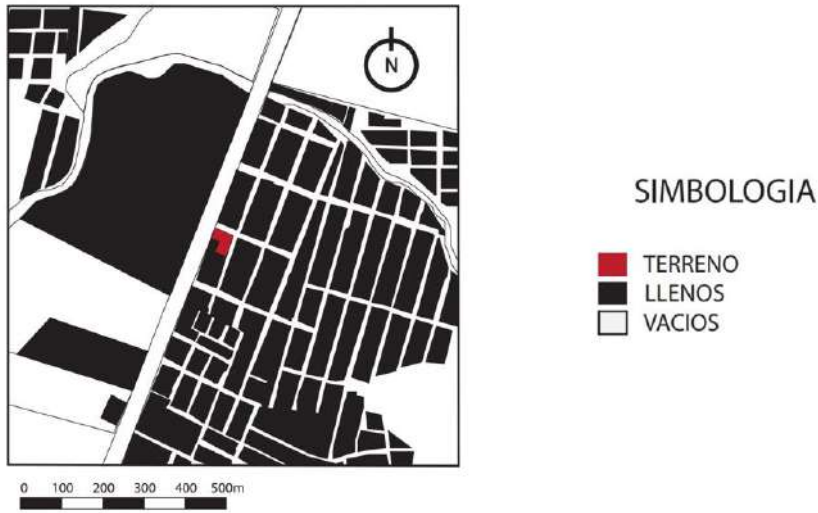 N
SIMBOLOGIA
TERRENO
LLENOS
VACIOS
0 100 200 300 400 500m